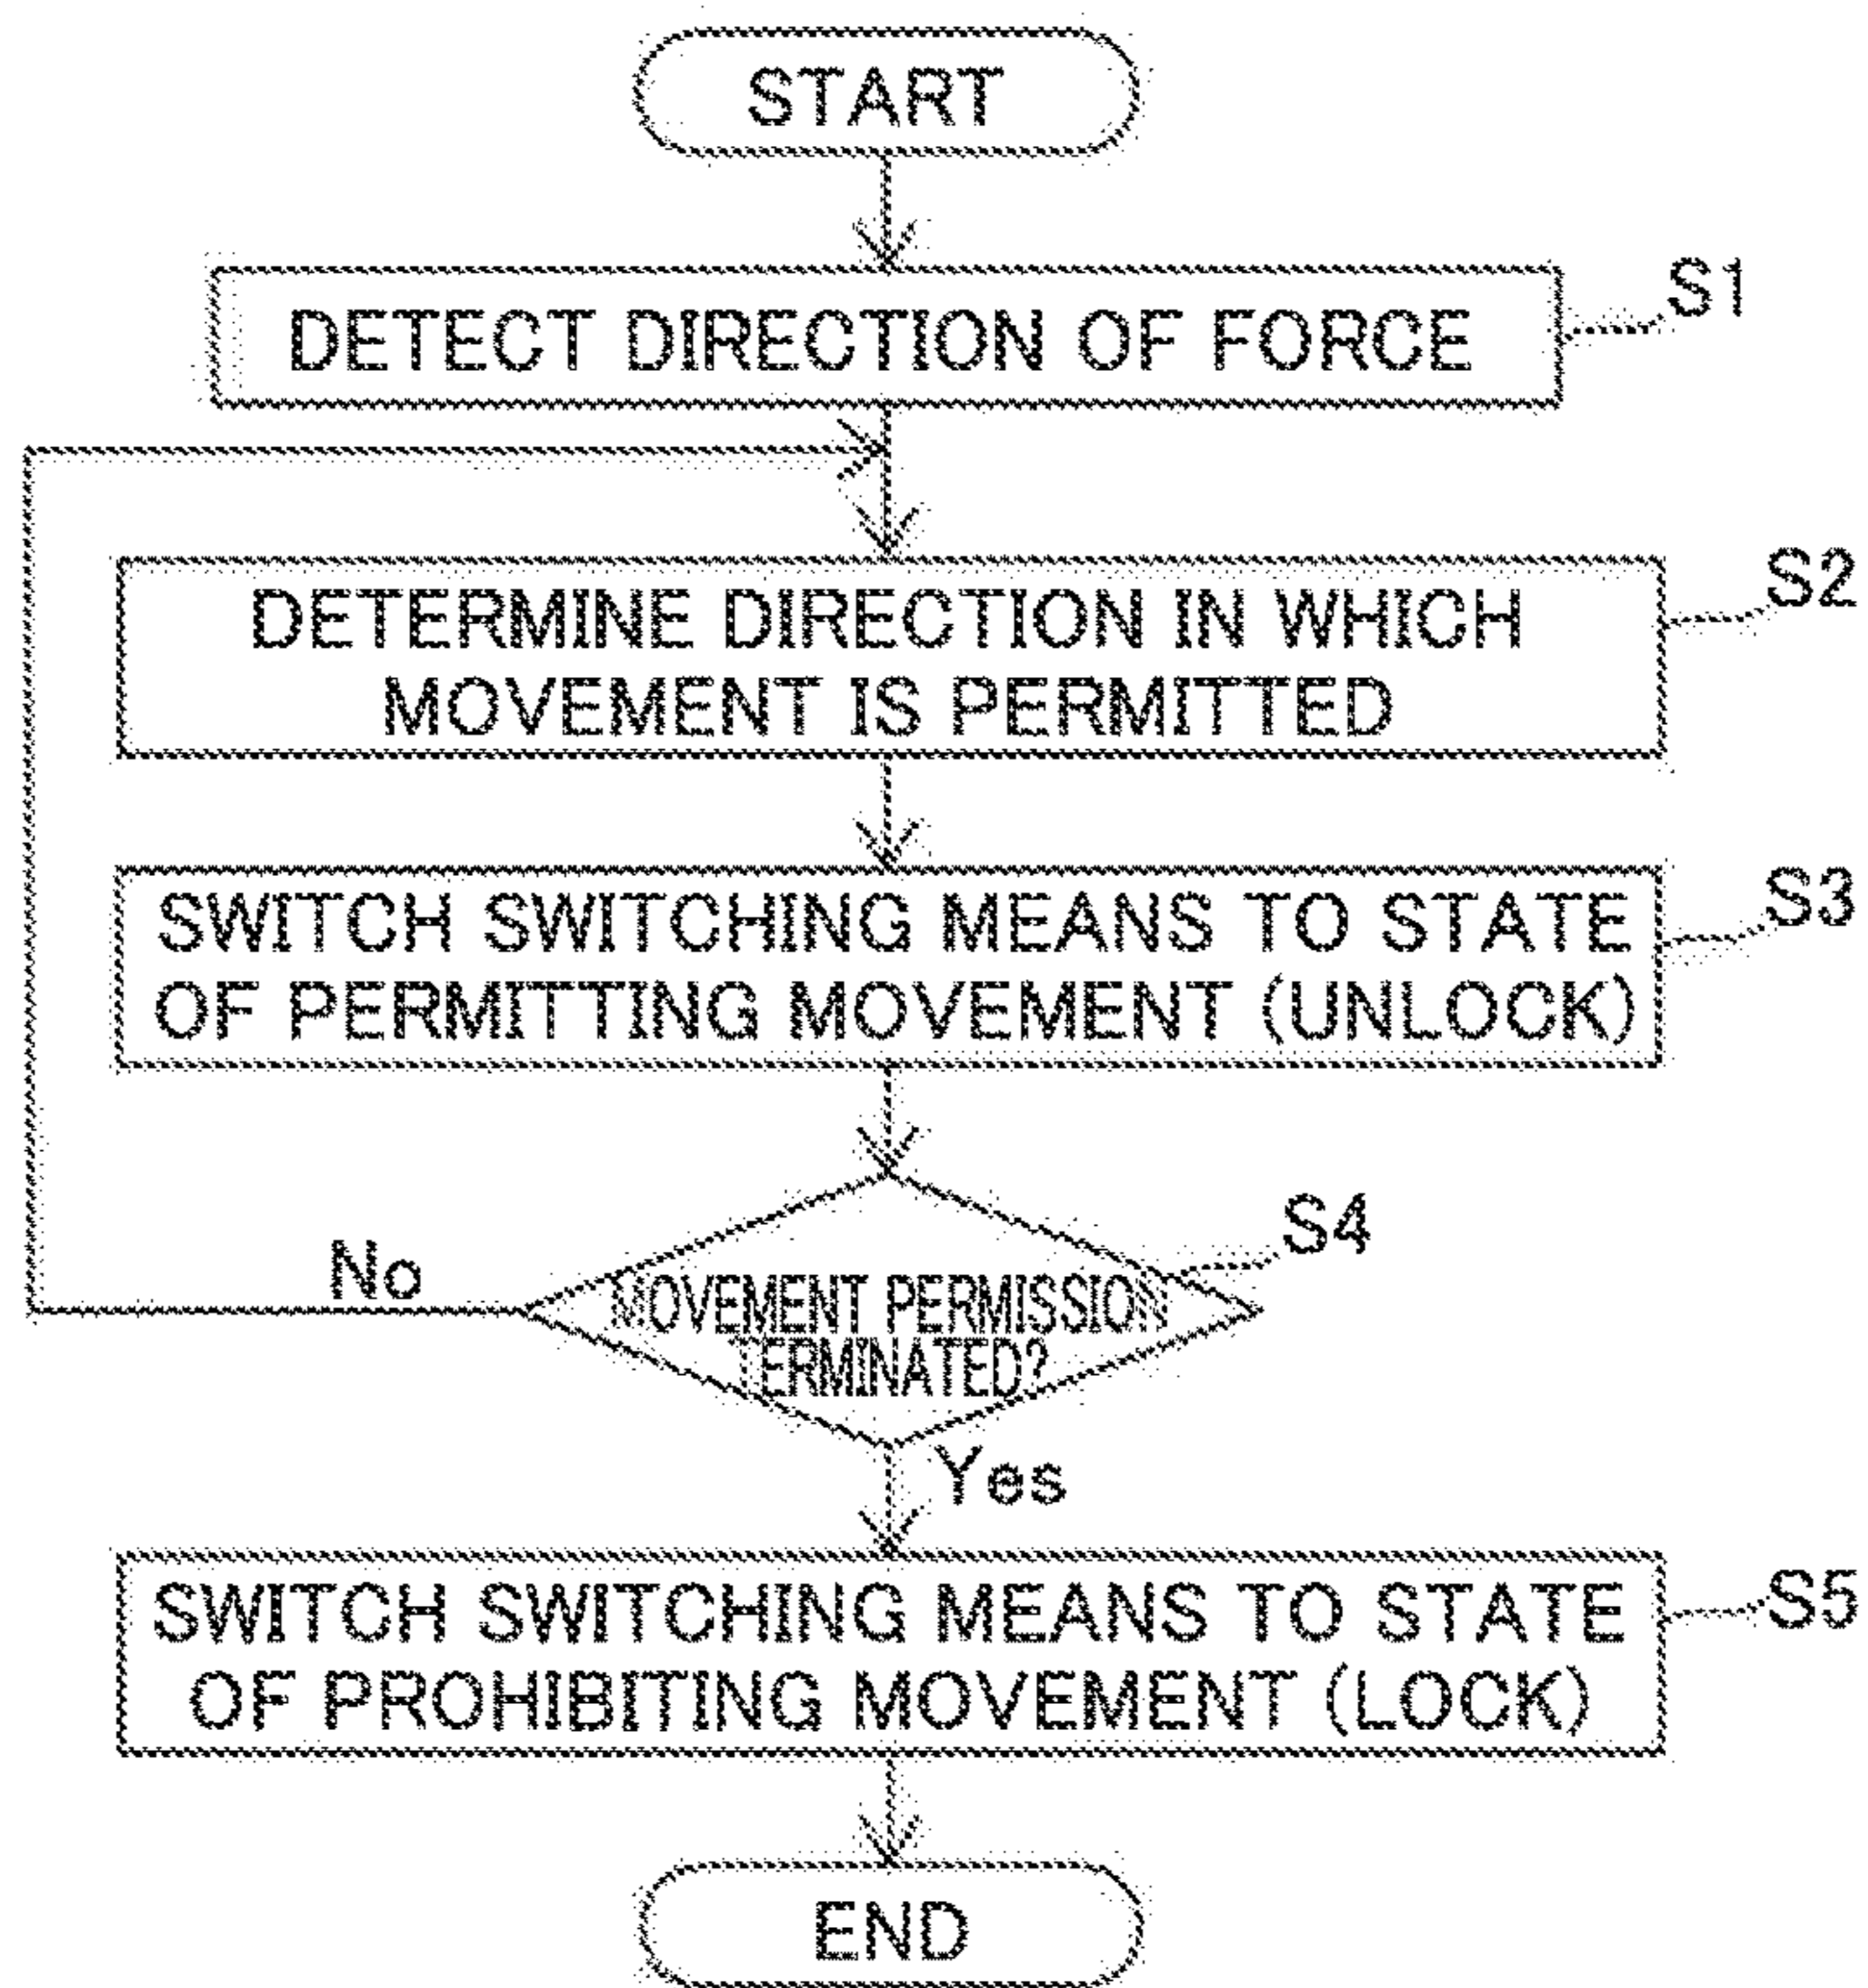 START
DETECT DIRECTION OF FORCE
S1
DETERMINE DIRECTION IN WHICH
MOVEMENT IS PERMITTED
S2
SWITCH SWITCHING MEANS TO STATE
OF PERMITTING MOVEMENT (UNLOCK)
S3
MOVEMENT PERMISSION
TERMINATED?
S4
No
Yes
SWITCH SWITCHING MEANS TO STATE
OF PROHIBITING MOVEMENT (LOCK)
S5
END